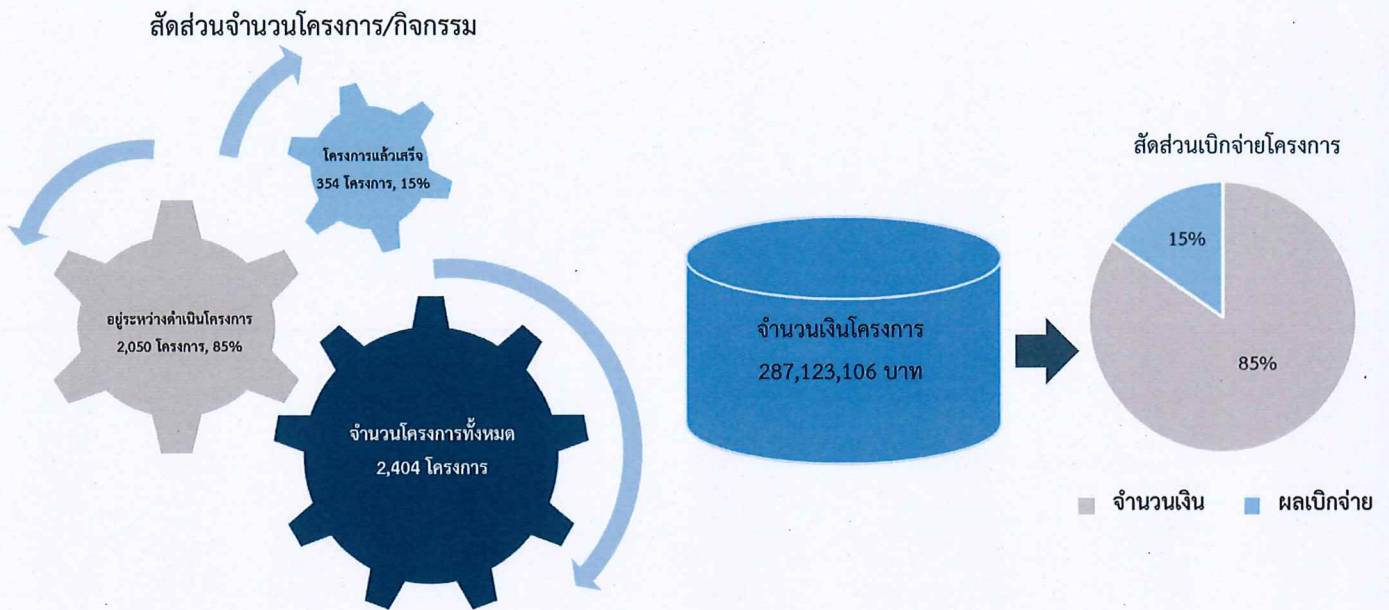 สัดส่วนจำนวนโครงการ/กิจกรรม
โครงการแล้วเสร็จ
354 โครงการ, 15%
อยู่ระหว่างดำเนินโครงการ
2,050 โครงการ, 85%
จำนวนโครงการทั้งหมด
2,404 โครงการ
จำนวนเงินโครงการ
287,123,106 บาท
สัดส่วนเบิกจ่ายโครงการ
15%
85%
จำนวนเงิน
ผลเบิกจ่าย